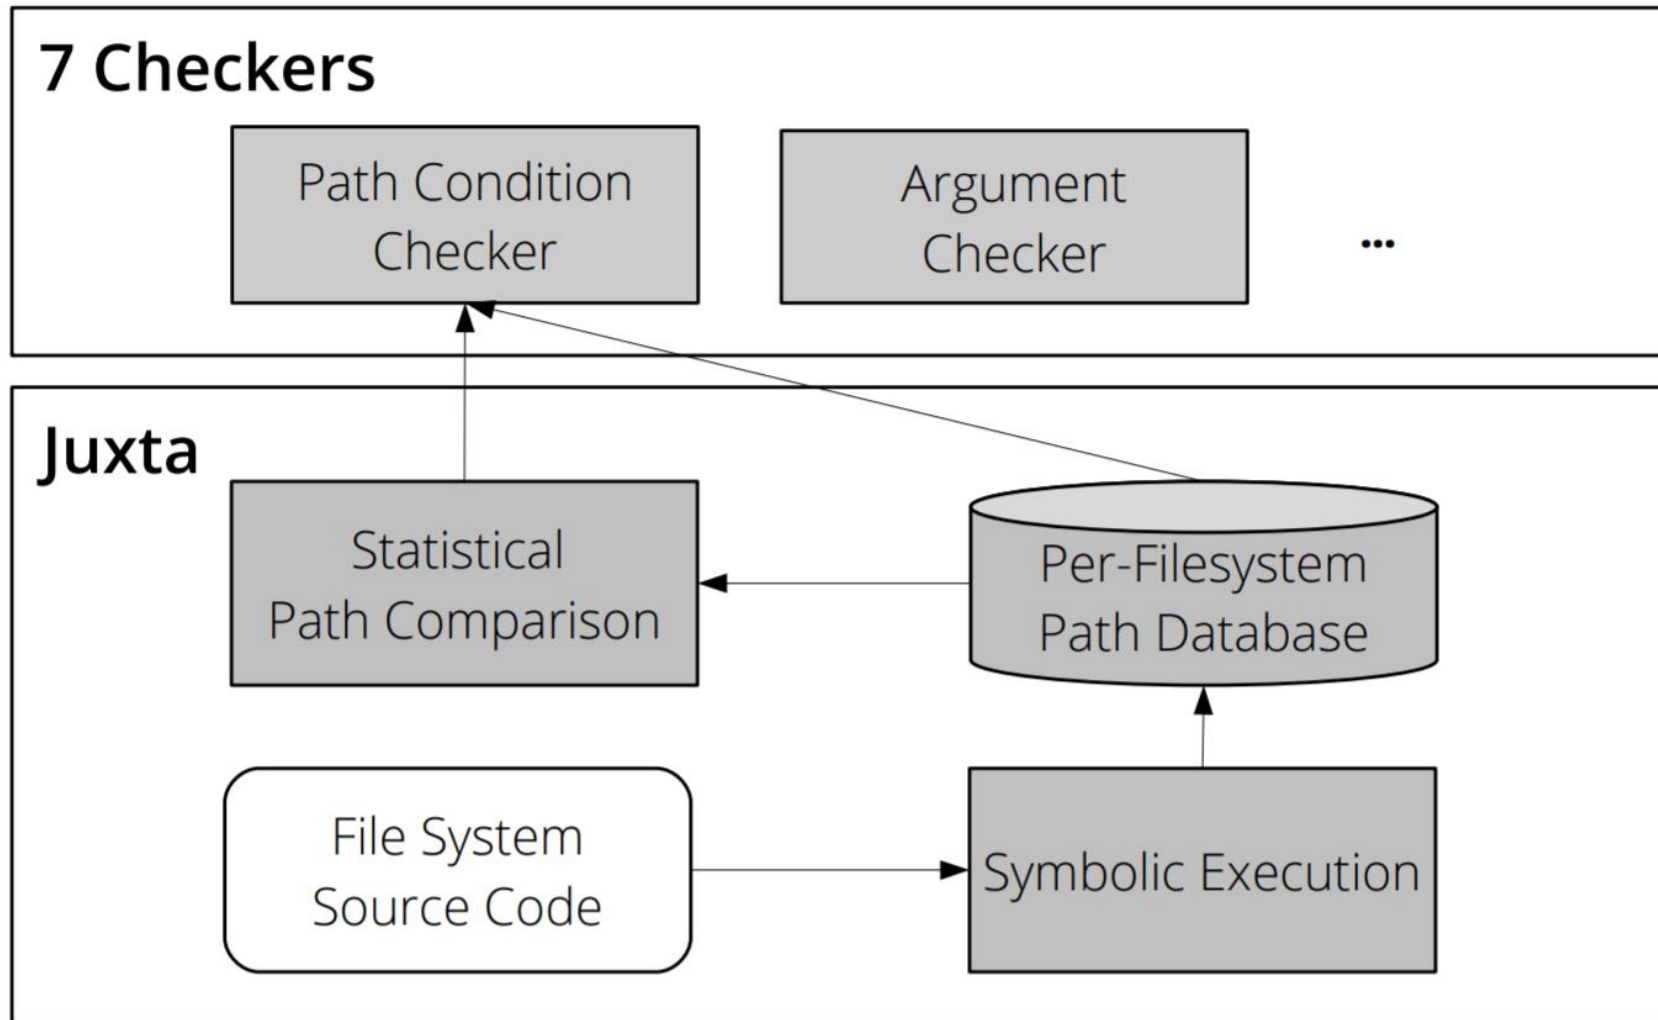 7 Checkers
Path Condition
Checker
Argument
Checker
...
Juxta
Statistical
Path Comparison
Per-Filesystem
Path Database
File System
Source Code
Symbolic Execution